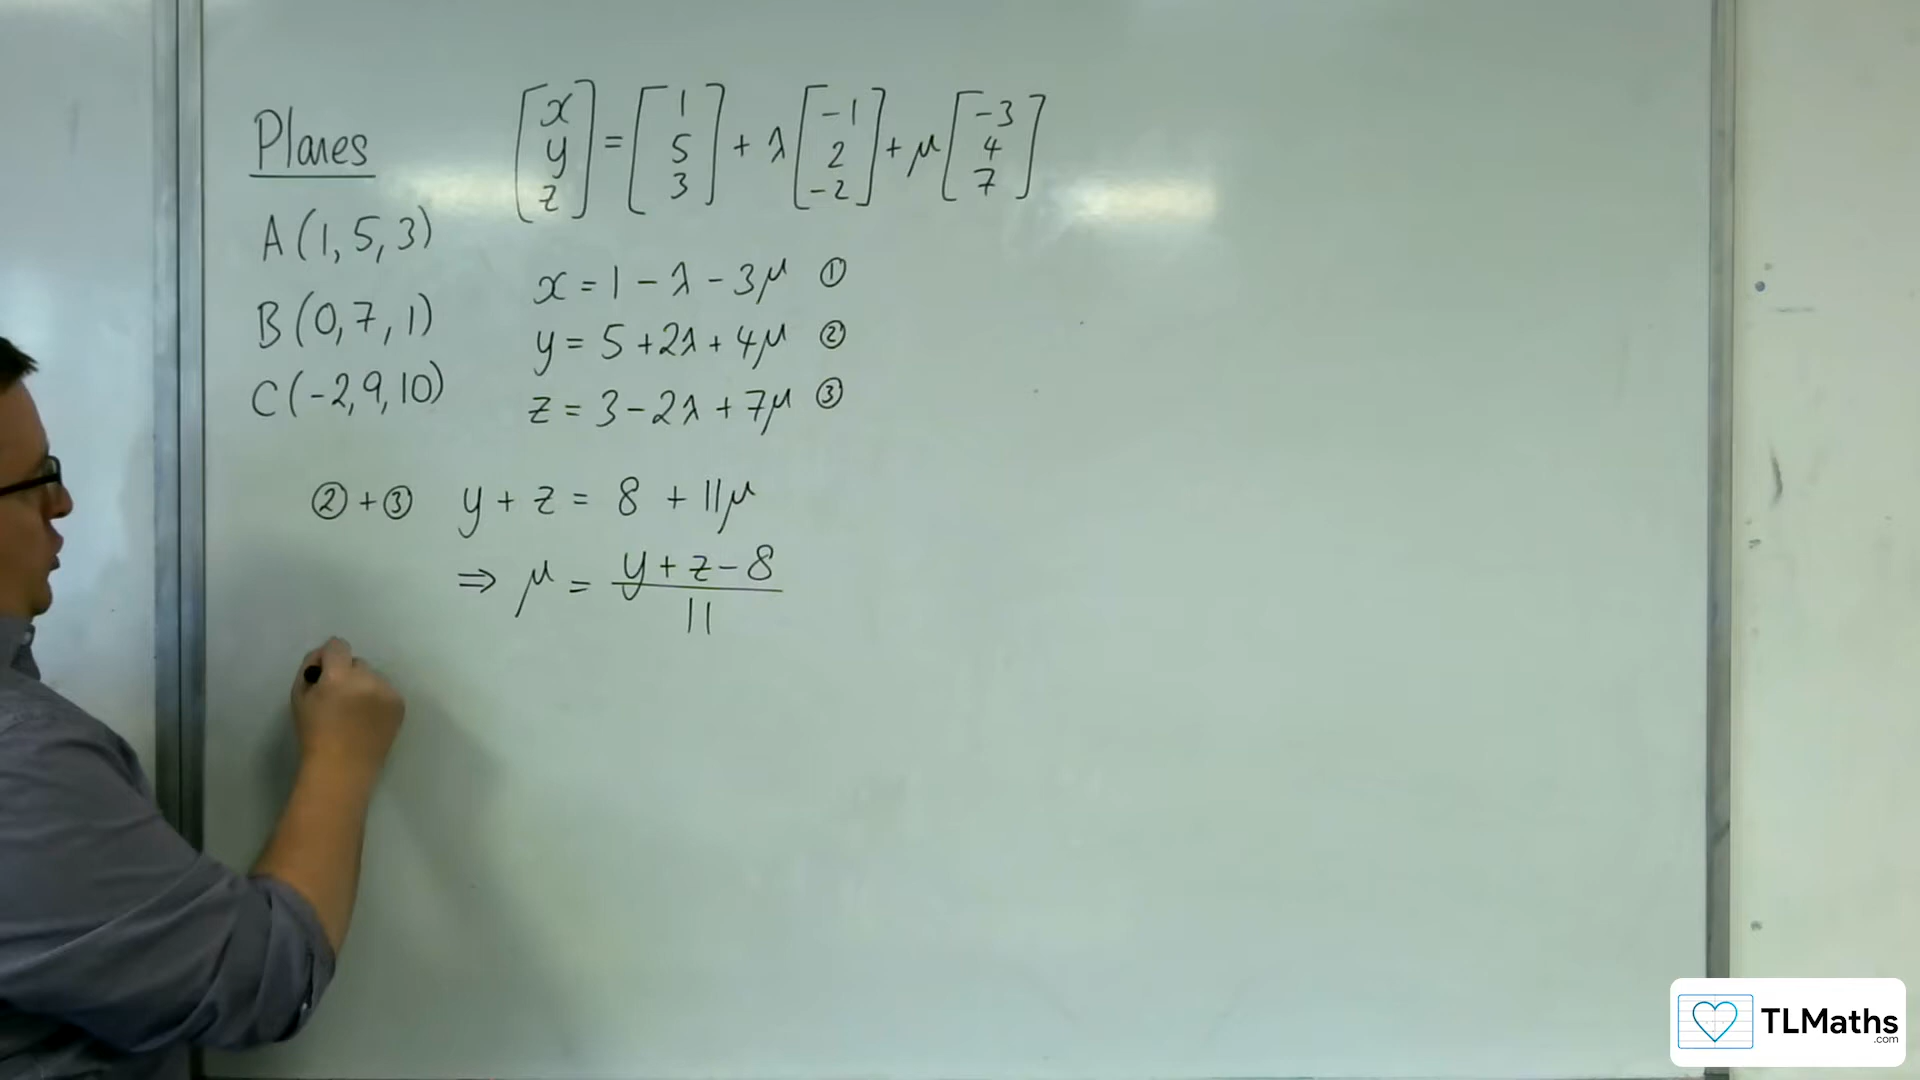 Planes
[x y z] = [1 5 3] + λ[-1 2 -2] + μ[-3 4 7]
A(1,5,3)
B(0,7,1)
C(-2,9,10)
x = 1 - λ - 3μ ①
y = 5 + 2λ + 4μ ②
z = 3 - 2λ + 7μ ③
② + ③ y + z = 8 + 11μ
⇒ μ = (y + z - 8)/11
TLMaths
.com